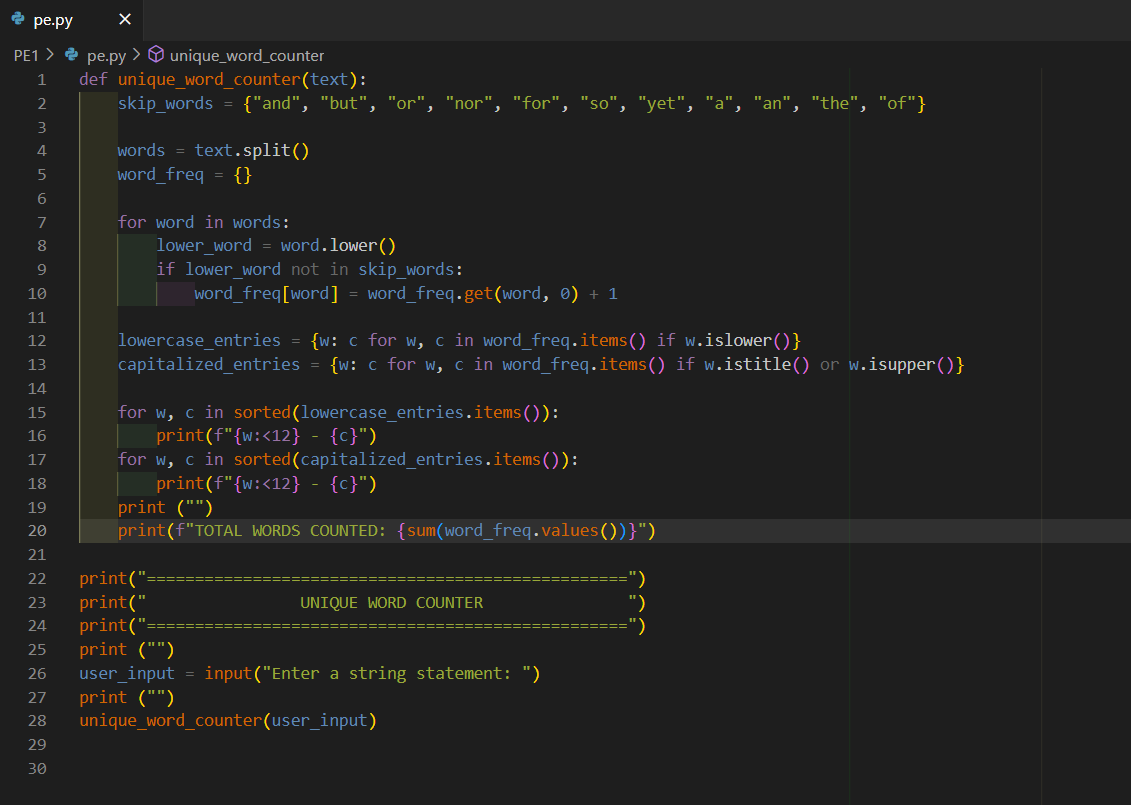 pe.py
PE1 > pe.py > unique_word_counter
1 def unique_word_counter(text):
2     skip_words = {"and", "but", "or", "nor", "for", "so", "yet", "a", "an", "the", "of"}
3
4     words = text.split()
5     word_freq = {}
6
7     for word in words:
8         lower_word = word.lower()
9         if lower_word not in skip_words:
10             word_freq[word] = word_freq.get(word, 0) + 1
11
12     lowercase_entries = {w: c for w, c in word_freq.items() if w.islower()}
13     capitalized_entries = {w: c for w, c in word_freq.items() if w.istitle() or w.isupper()}
14
15     for w, c in sorted(lowercase_entries.items()):
16         print(f"{w:<12} - {c}")
17     for w, c in sorted(capitalized_entries.items()):
18         print(f"{w:<12} - {c}")
19     print ("")
20     print(f"TOTAL WORDS COUNTED: {sum(word_freq.values())}")
21
22 print("==================================================")
23 print("                UNIQUE WORD COUNTER               ")
24 print("==================================================")
25 print ("")
26 user_input = input("Enter a string statement: ")
27 print ("")
28 unique_word_counter(user_input)
29
30